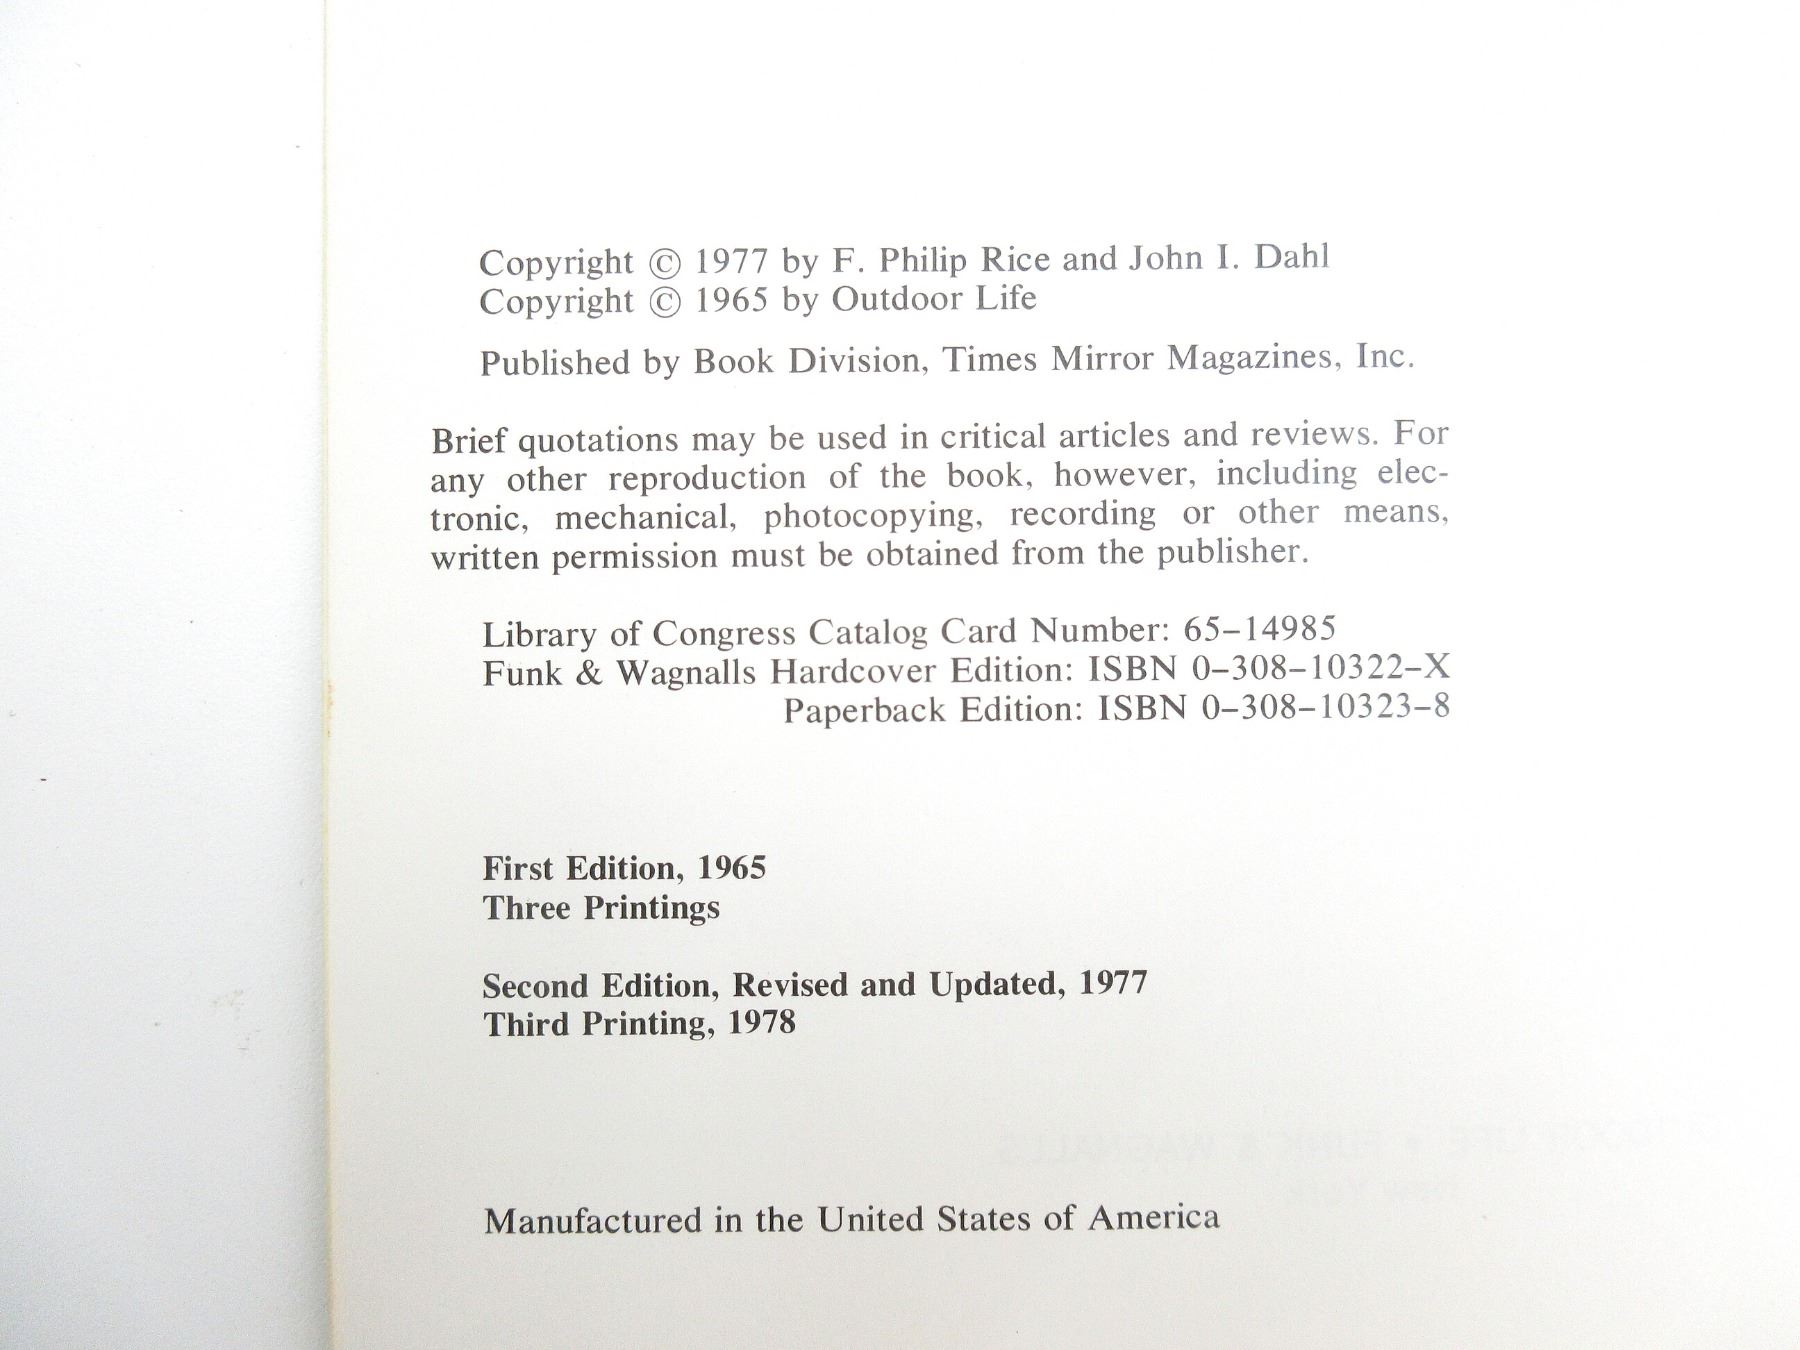 Copyright © 1977 by F. Philip Rice and John I. Dahl
Copyright © 1965 by Outdoor Life
Published by Book Division, Times Mirror Magazines, Inc.
Brief quotations may be used in critical articles and reviews. For
any other reproduction of the book, however, including elec-
tronic, mechanical, photocopying, recording or other means,
written permission must be obtained from the publisher.
Library of Congress Catalog Card Number: 65–14985
Funk & Wagnalls Hardcover Edition: ISBN 0–308–10322–X
Paperback Edition: ISBN 0–308–10323–8
First Edition, 1965
Three Printings
Second Edition, Revised and Updated, 1977
Third Printing, 1978
Manufactured in the United States of America